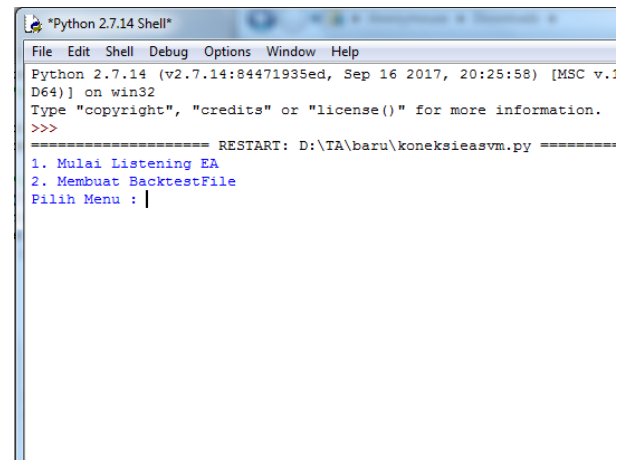 *Python 2.7.14 Shell*
File Edit Shell Debug Options Window Help
Python 2.7.14 (v2.7.14:84471935ed, Sep 16 2017, 20:25:58) [MSC v.1
D64)] on win32
Type "copyright", "credits" or "license()" for more information.
>>>
==================== RESTART: D:\TA\baru\koneksieasvm.py =========
1. Mulai Listening EA
2. Membuat BacktestFile
Pilih Menu :